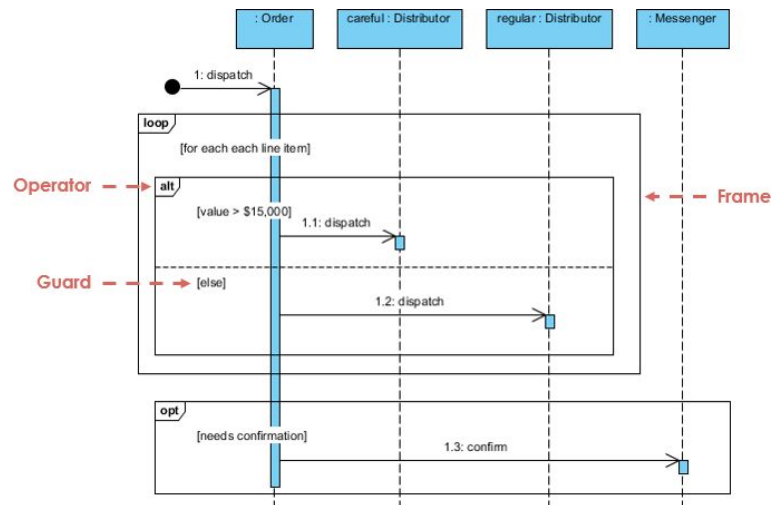 : Order
careful : Distributor
regular : Distributor
: Messenger
1: dispatch
loop
[for each each line item]
Operator
alt
Frame
[value > $15,000]
1.1: dispatch
Guard
[else]
1.2: dispatch
opt
[needs confirmation]
1.3: confirm